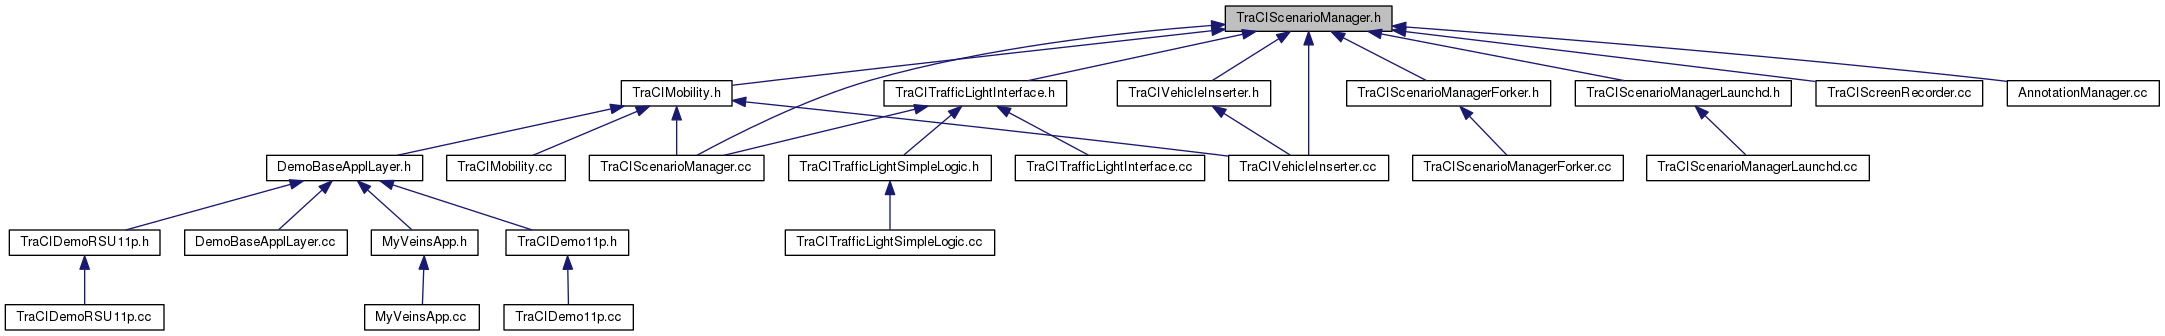 TraCIScenarioManager.h
TraCIMobility.h
TraCITrafficLightInterface.h
TraCIVehicleInserter.h
TraCIScenarioManagerForker.h
TraCIScenarioManagerLaunchd.h
TraCIScreenRecorder.cc
AnnotationManager.cc
DemoBaseApplLayer.h
TraCIMobility.cc
TraCIScenarioManager.cc
TraCITrafficLightSimpleLogic.h
TraCITrafficLightInterface.cc
TraCIVehicleInserter.cc
TraCIScenarioManagerForker.cc
TraCIScenarioManagerLaunchd.cc
TraCIDemoRSU11p.h
DemoBaseApplLayer.cc
MyVeinsApp.h
TraCIDemo11p.h
TraCITrafficLightSimpleLogic.cc
TraCIDemoRSU11p.cc
MyVeinsApp.cc
TraCIDemo11p.cc